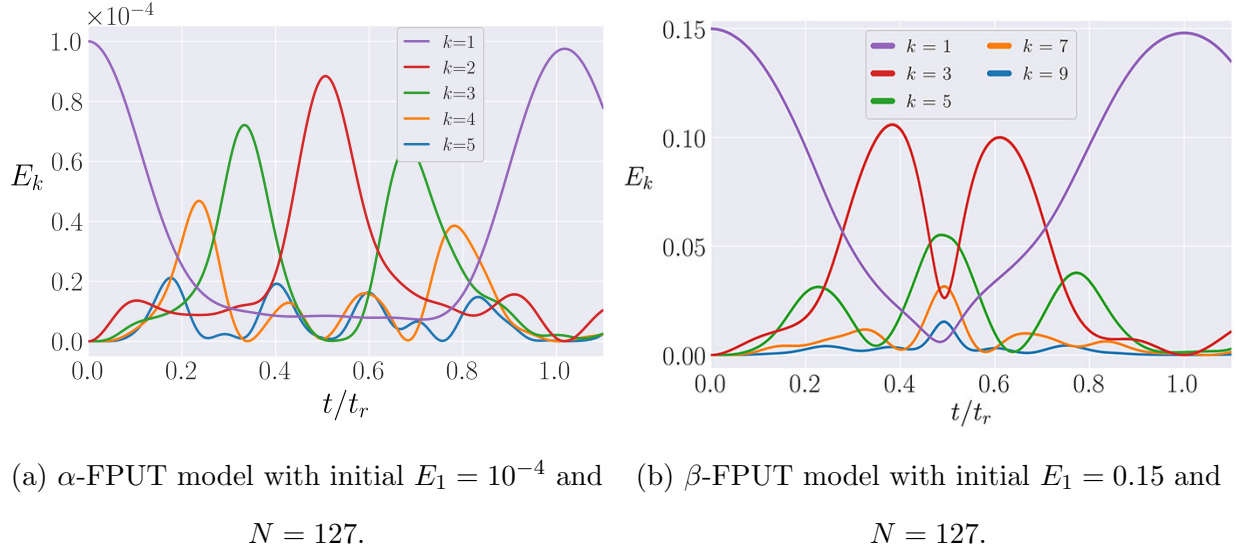 ×10⁻⁴
1.0
0.8
0.6
0.4
0.2
0.0
E_k
k=1
k=2
k=3
k=4
k=5
0.0 0.2 0.4 0.6 0.8 1.0
t/t_r
0.15
0.10
0.05
0.00
E_k
k = 1 k = 7
k = 3 k = 9
k = 5
0.0 0.2 0.4 0.6 0.8 1.0
t/t_r
(a) α-FPUT model with initial E₁ = 10⁻⁴ and
N = 127.
(b) β-FPUT model with initial E₁ = 0.15 and
N = 127.